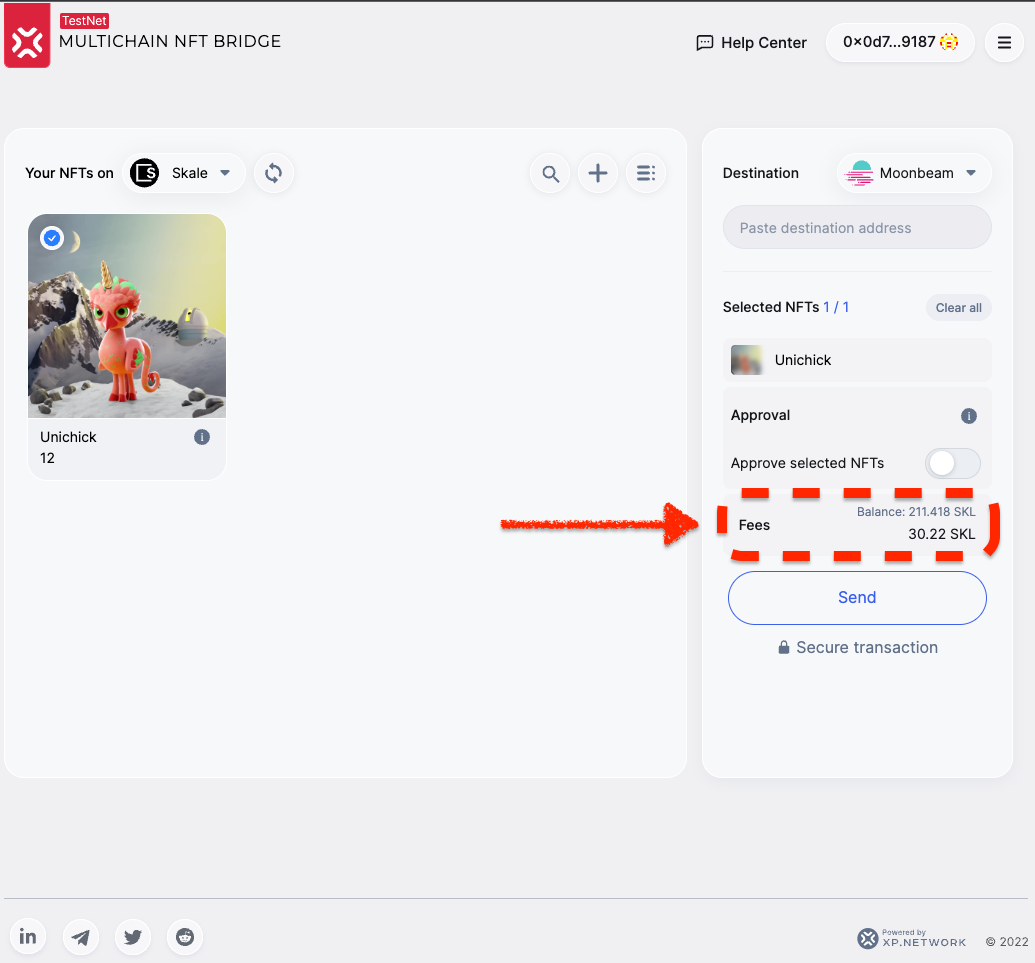 TestNet
MULTICHAIN NFT BRIDGE
Help Center
0x0d7...9187
Your NFTs on
Skale
Unichick
12
Destination
Moonbeam
Paste destination address
Selected NFTs 1 / 1
Clear all
Unichick
Approval
Approve selected NFTs
Balance: 211.418 SKL
Fees
30.22 SKL
Send
Secure transaction
Powered by
XP.NETWORK
© 2022